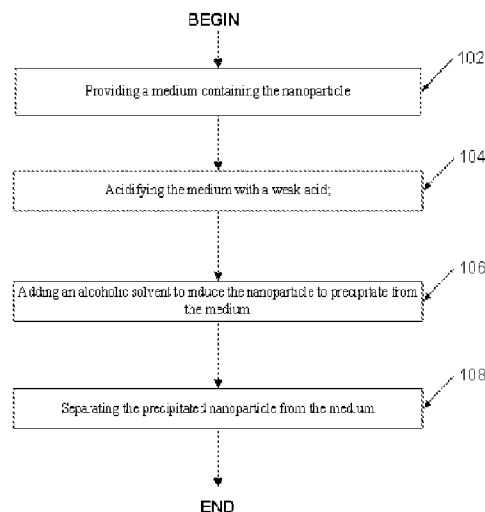 BEGIN
102
Providing a medium containing the nanoparticle
104
Acidifying the medium with a weak acid;
106
Adding an alcoholic solvent to induce the nanoparticle to precipitate from
the medium
108
Separating the precipitated nanoparticle from the medium
END